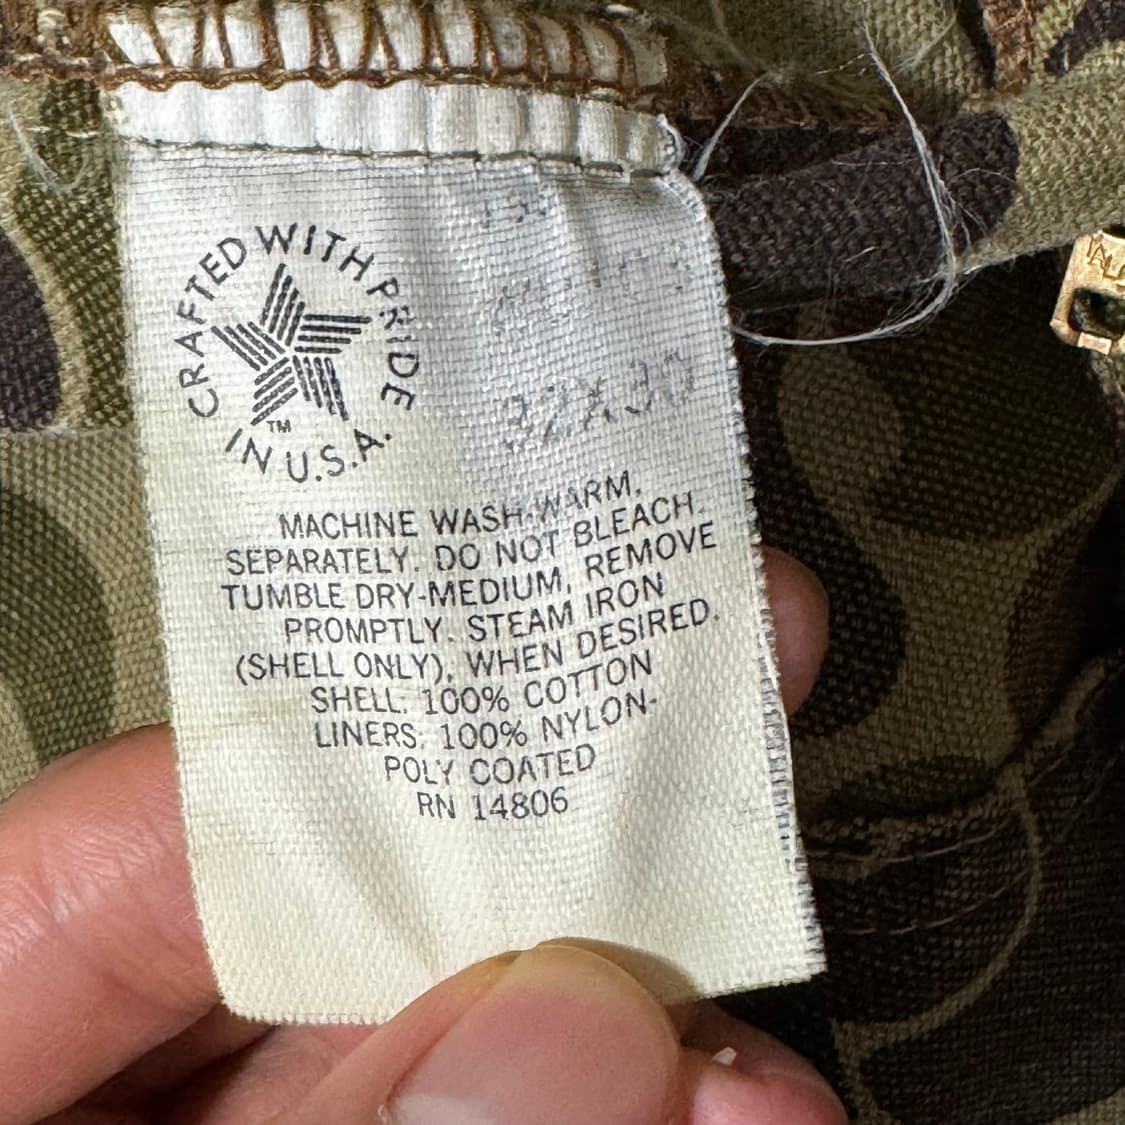 CRAFTED WITH PRIDE
IN U.S.A.
TM
32X30
MACHINE WASH-WARM,
SEPARATELY. DO NOT BLEACH.
TUMBLE DRY-MEDIUM, REMOVE
PROMPTLY. STEAM IRON
(SHELL ONLY), WHEN DESIRED.
SHELL: 100% COTTON
LINERS: 100% NYLON-
POLY COATED
RN 14806